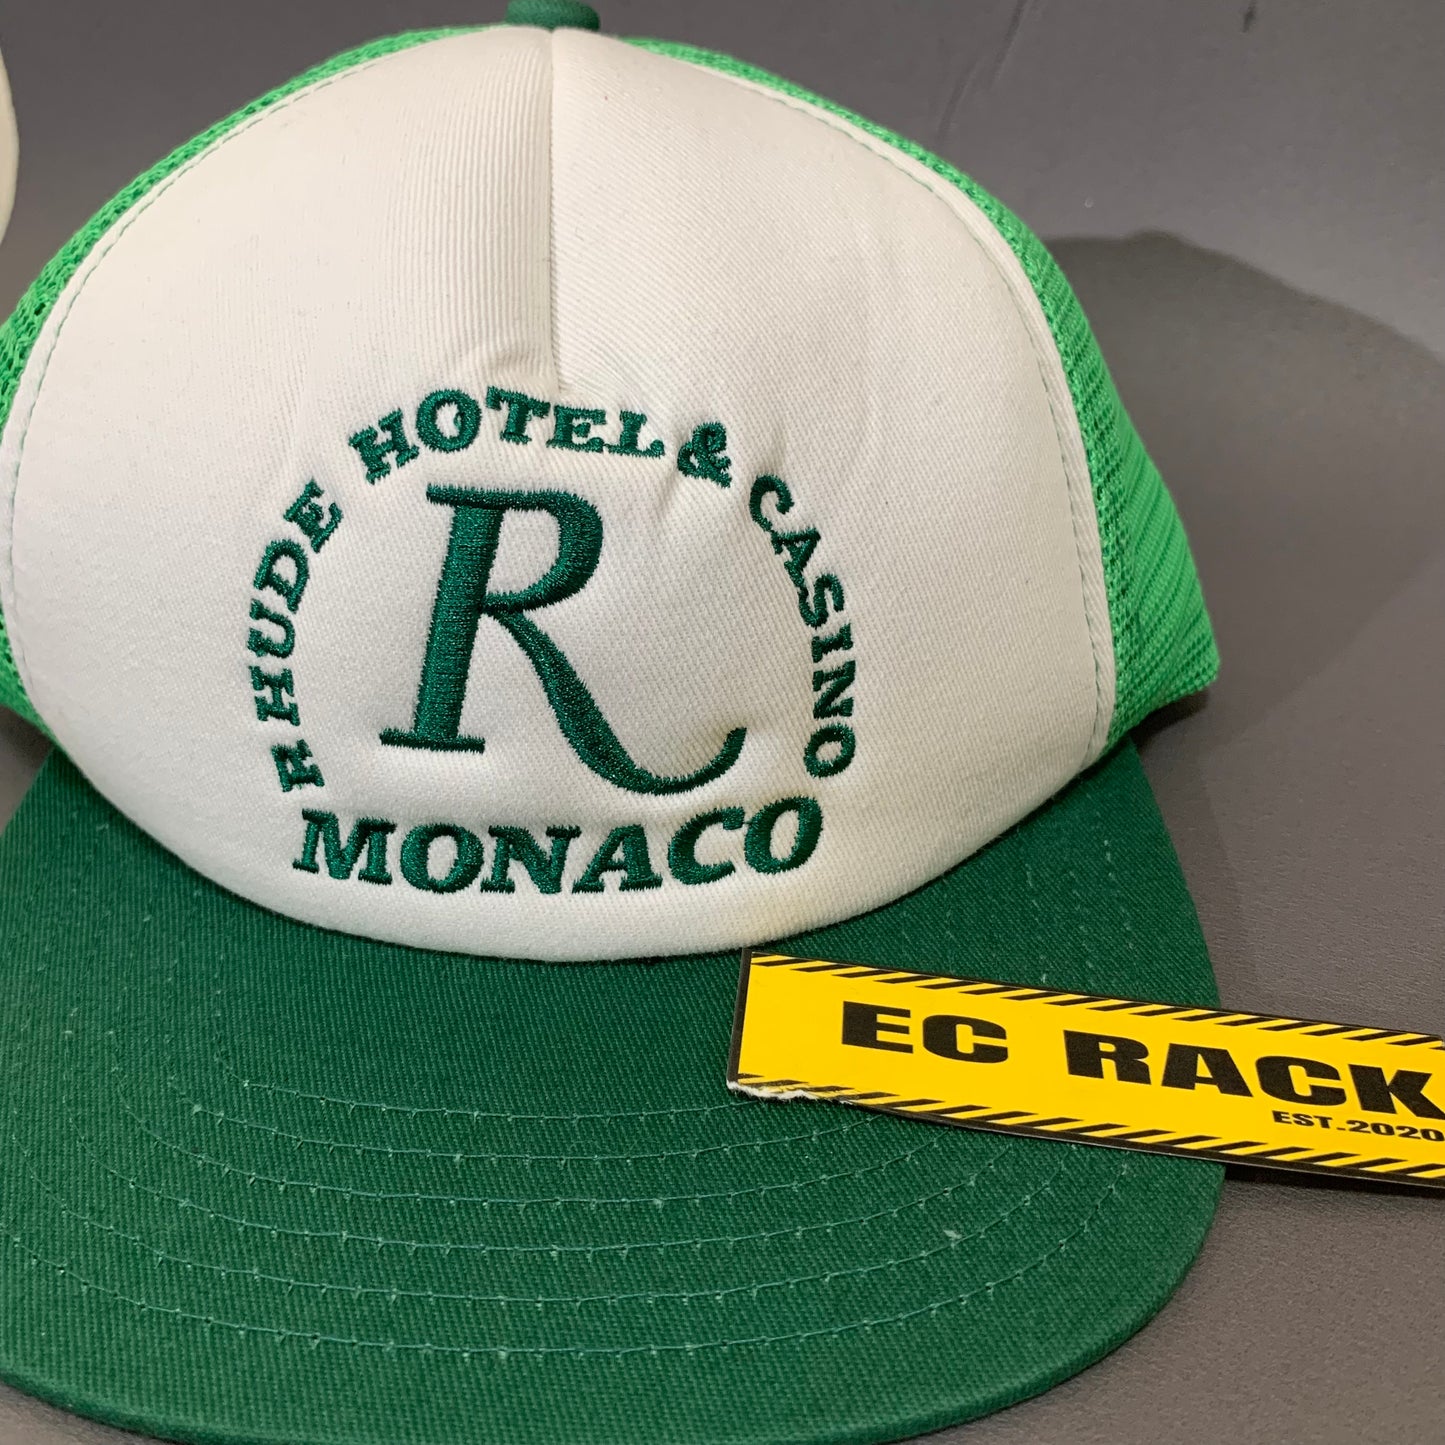 RHUDE HOTEL & CASINO
R
MONACO
EC RACK
EST.2020